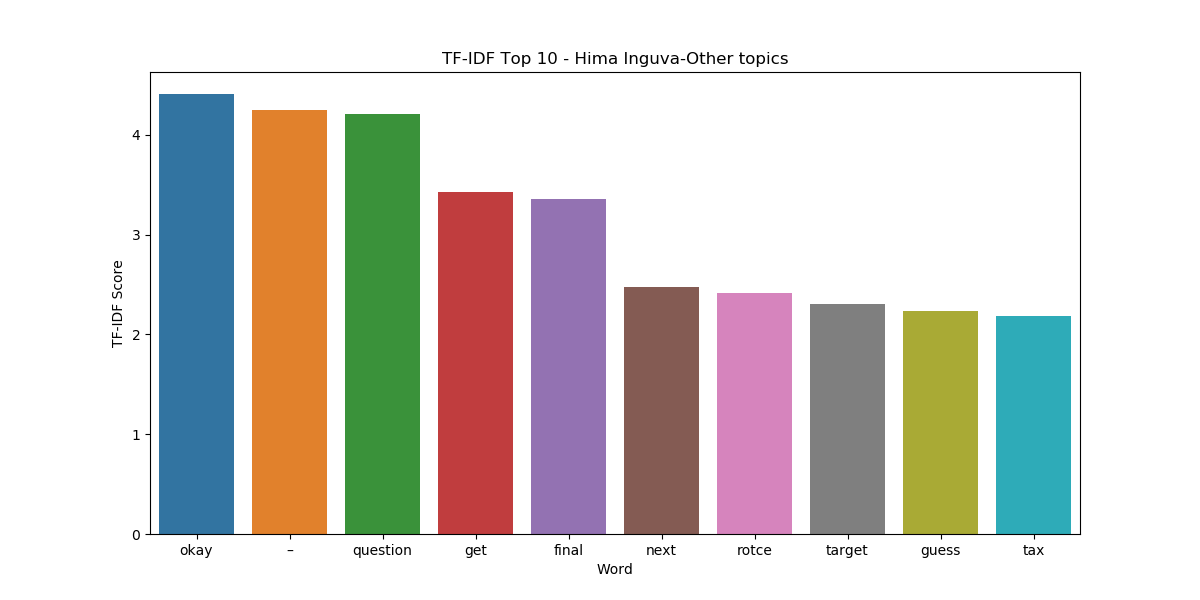 TF-IDF Top 10 - Hima Inguva-Other topics
TF-IDF Score
4
3
2
1
0
okay – question get final next rotce target guess tax
Word